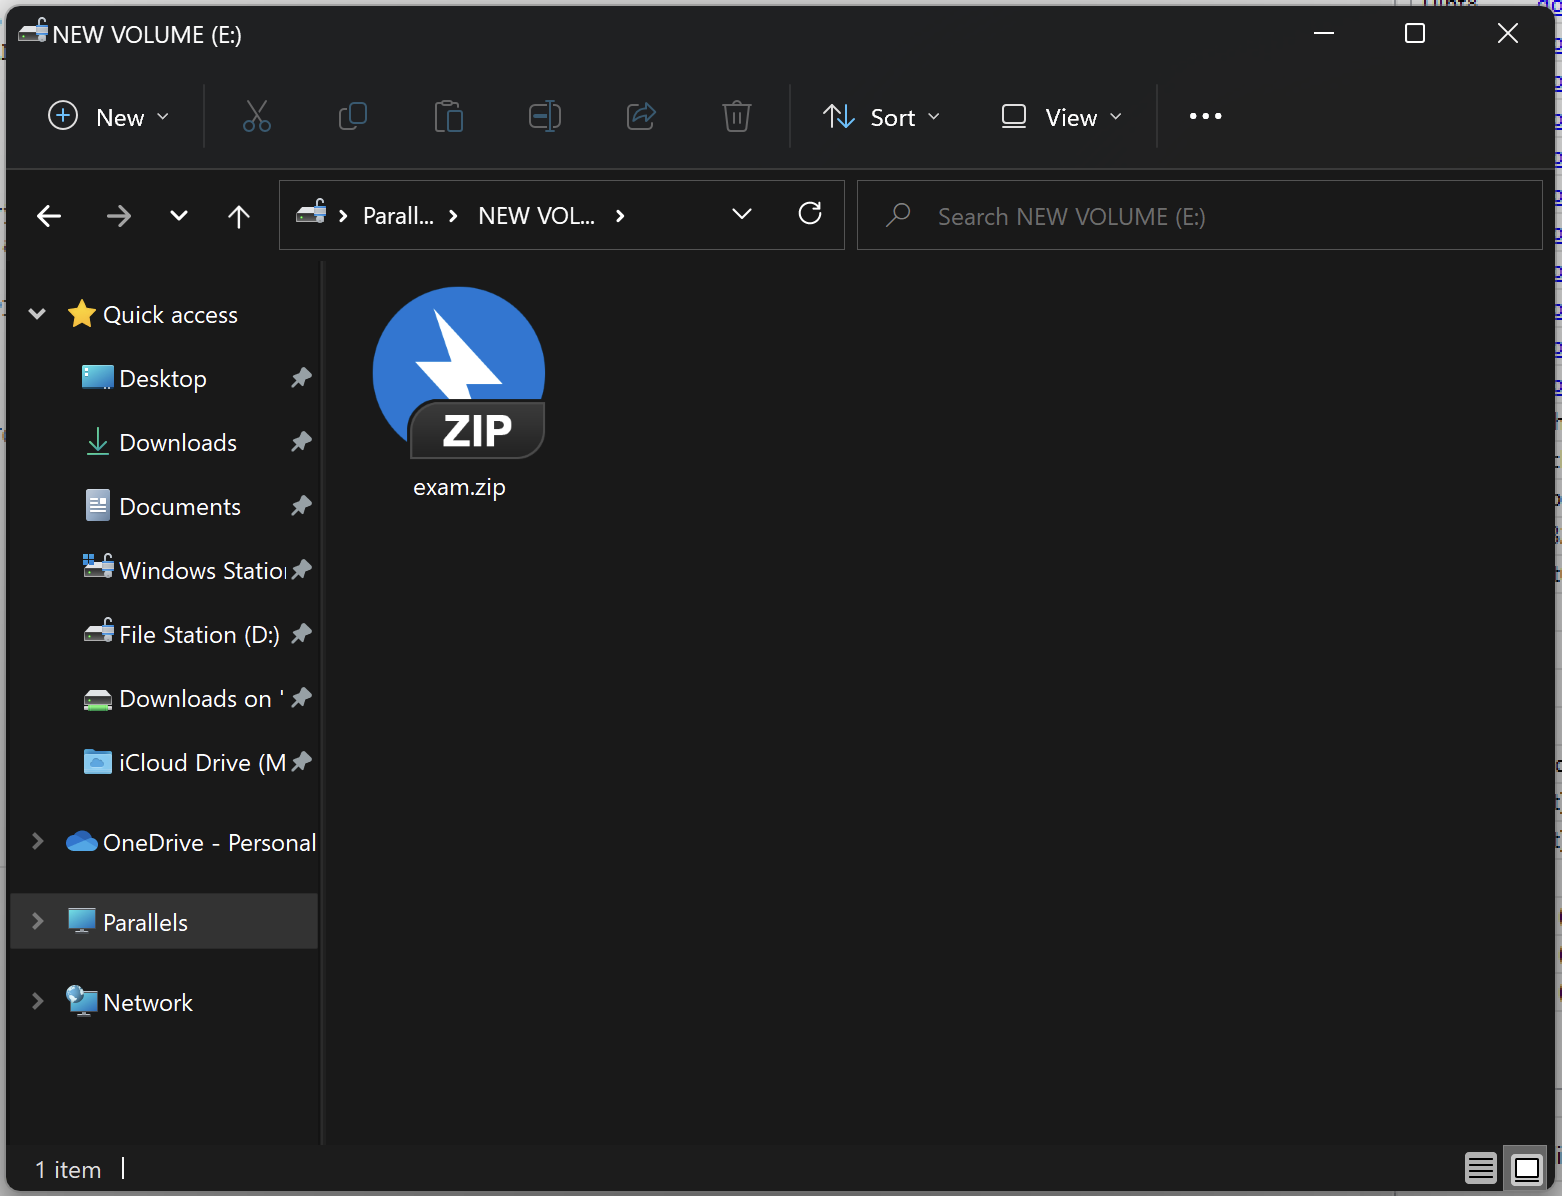 NEW VOLUME (E:)
New
Sort
View
Parall...
NEW VOL...
Search NEW VOLUME (E:)
Quick access
Desktop
Downloads
Documents
Windows Station
File Station (D:)
Downloads on '
iCloud Drive (M
OneDrive - Personal
Parallels
Network
ZIP
exam.zip
1 item